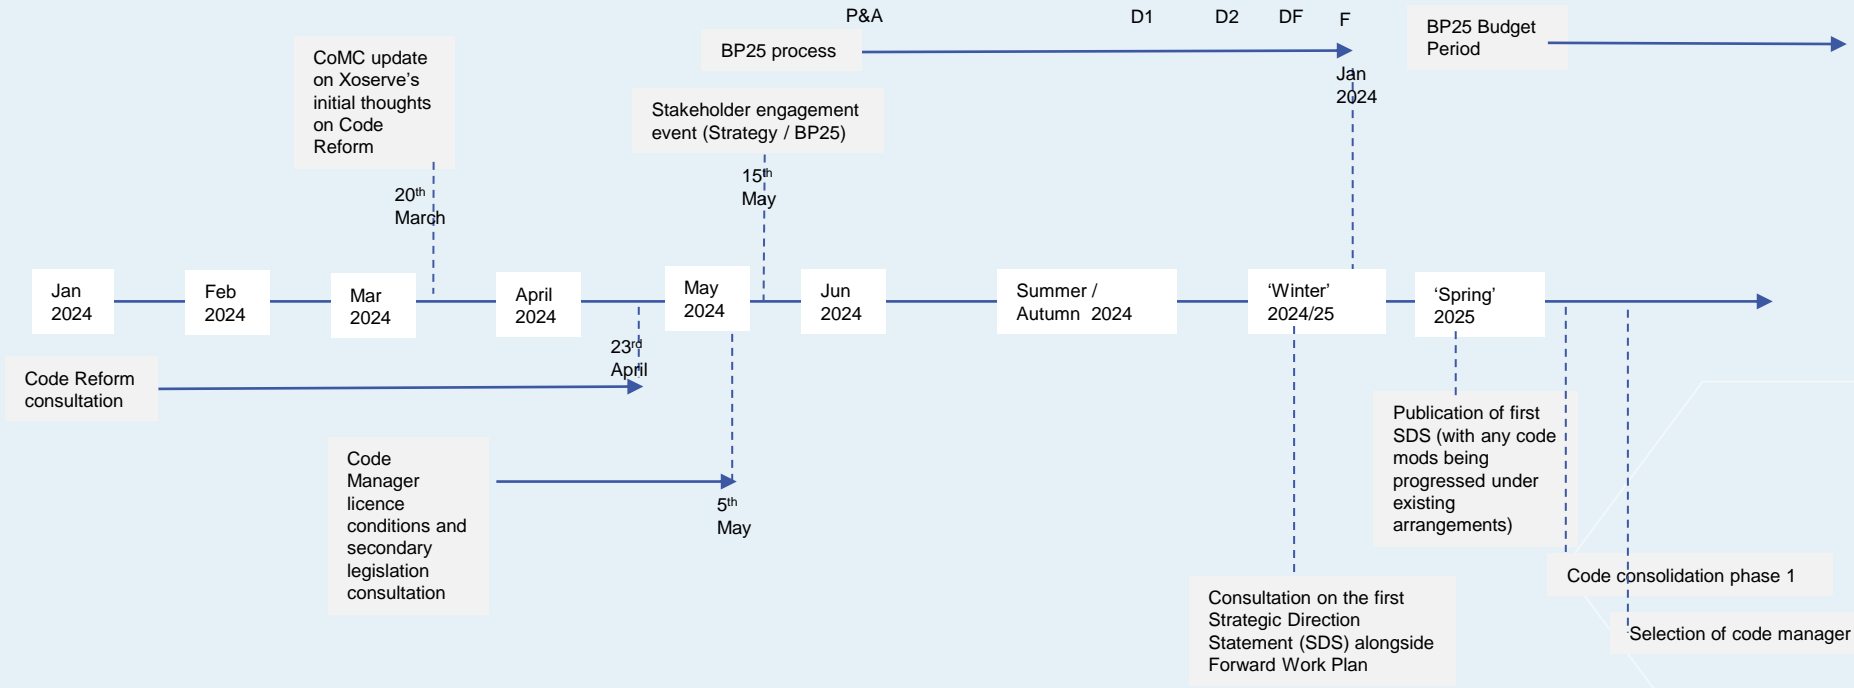 P&A
D1
D2
DF
F
BP25 process
BP25 Budget
Period
Jan
2024
CoMC update
on Xoserve’s
initial thoughts
on Code
Reform
Stakeholder engagement
event (Strategy / BP25)
20th
March
15th
May
Jan
2024
Feb
2024
Mar
2024
April
2024
May
2024
Jun
2024
Summer /
Autumn 2024
‘Winter’
2024/25
‘Spring’
2025
23rd
April
Code Reform
consultation
Code
Manager
licence
conditions and
secondary
legislation
consultation
5th
May
Publication of first
SDS (with any code
mods being
progressed under
existing
arrangements)
Code consolidation phase 1
Consultation on the first
Strategic Direction
Statement (SDS) alongside
Forward Work Plan
Selection of code manager